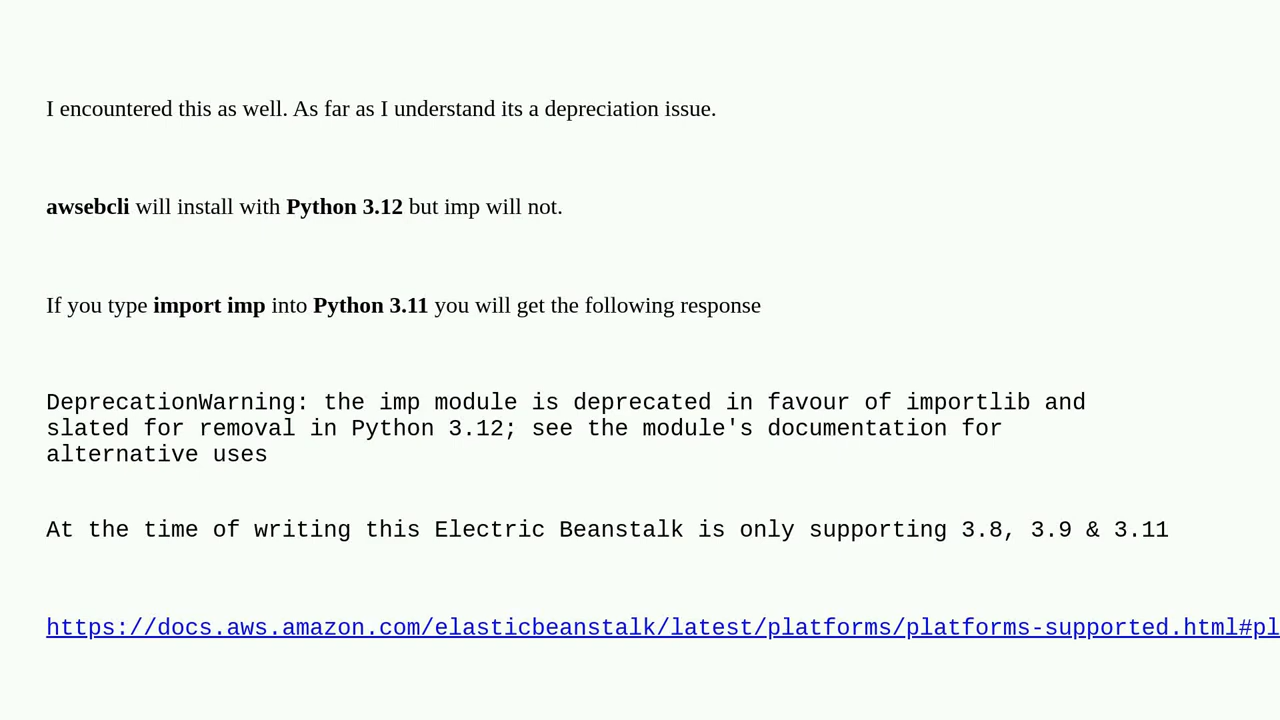 I encountered this as well. As far as I understand its a depreciation issue.
awsebcli will install with Python 3.12 but imp will not.
If you type import imp into Python 3.11 you will get the following response
DeprecationWarning: the imp module is deprecated in favour of importlib and
slated for removal in Python 3.12; see the module's documentation for
alternative uses
At the time of writing this Electric Beanstalk is only supporting 3.8, 3.9 & 3.11
https://docs.aws.amazon.com/elasticbeanstalk/latest/platforms/platforms-supported.html#pl